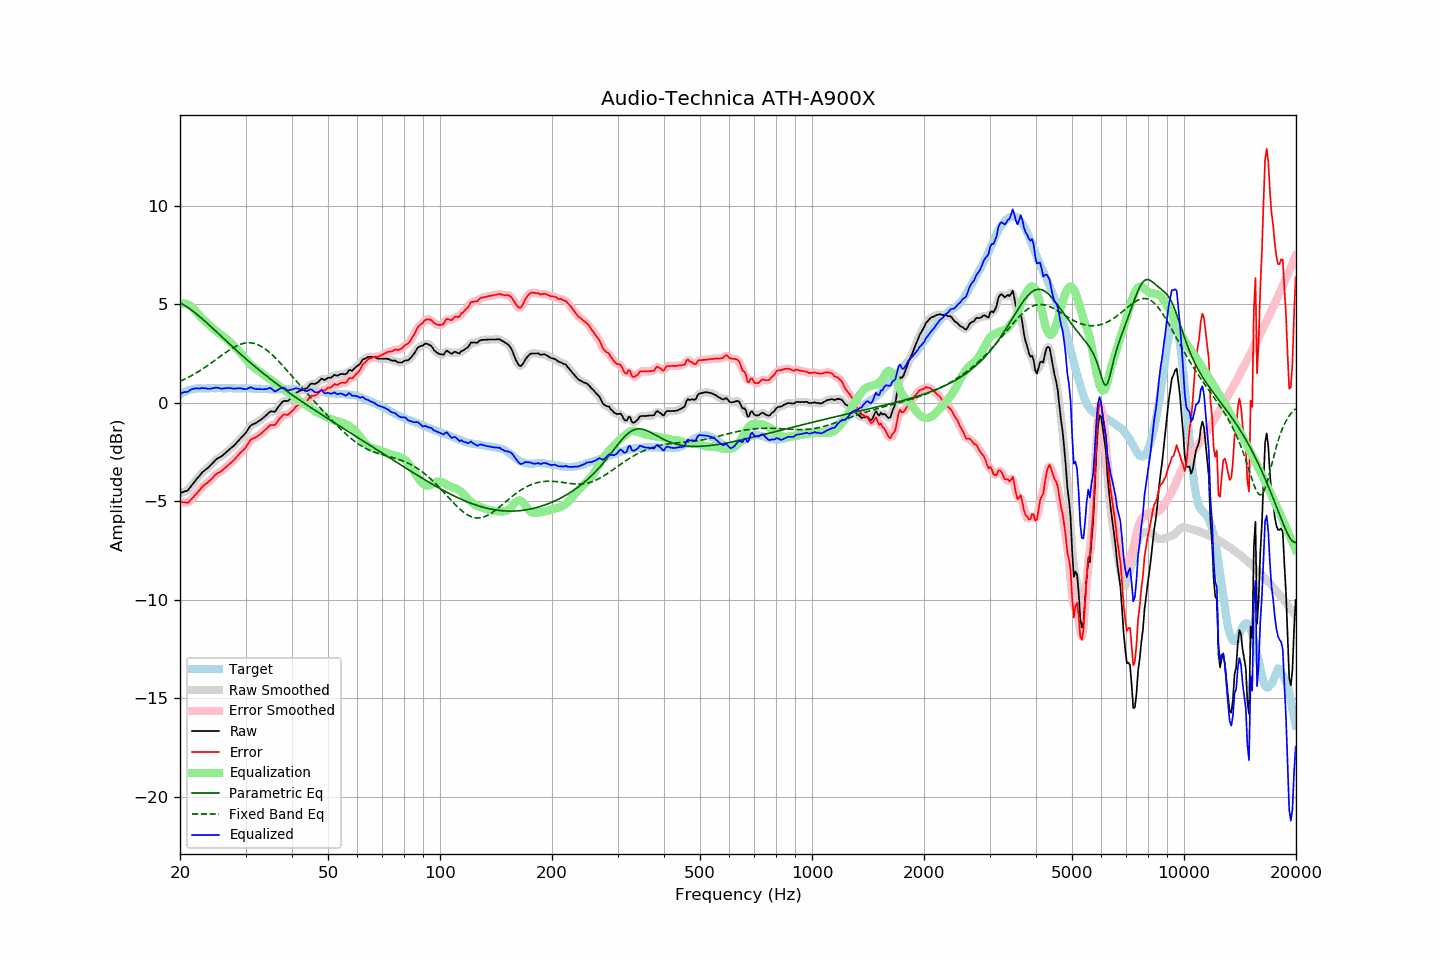 Audio-Technica ATH-A900X
Amplitude (dBr)
10
5
0
−5
−10
−15
−20
Target
Raw Smoothed
Error Smoothed
Raw
Error
Equalization
Parametric Eq
Fixed Band Eq
Equalized
20 50 100 200 500 1000 2000 5000 10000 20000
Frequency (Hz)